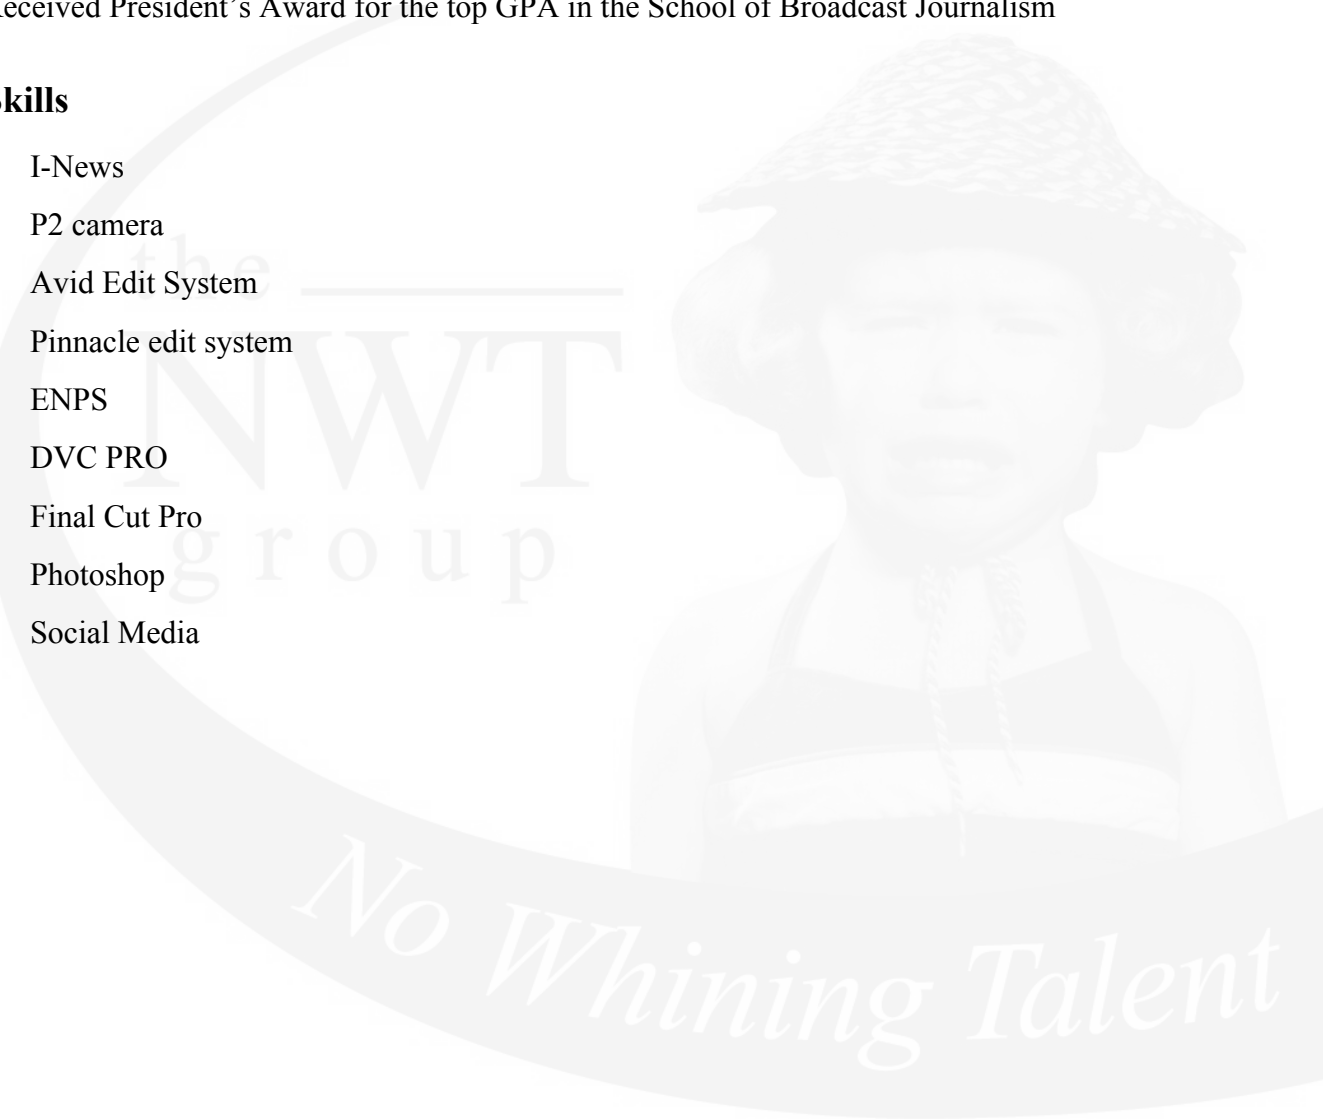 Received President's Award for the top GPA in the School of Broadcast Journalism
Skills
I-News
P2 camera
Avid Edit System
Pinnacle edit system
ENPS
DVC PRO
Final Cut Pro
Photoshop
Social Media
the
NWT
group
No Whining Talent